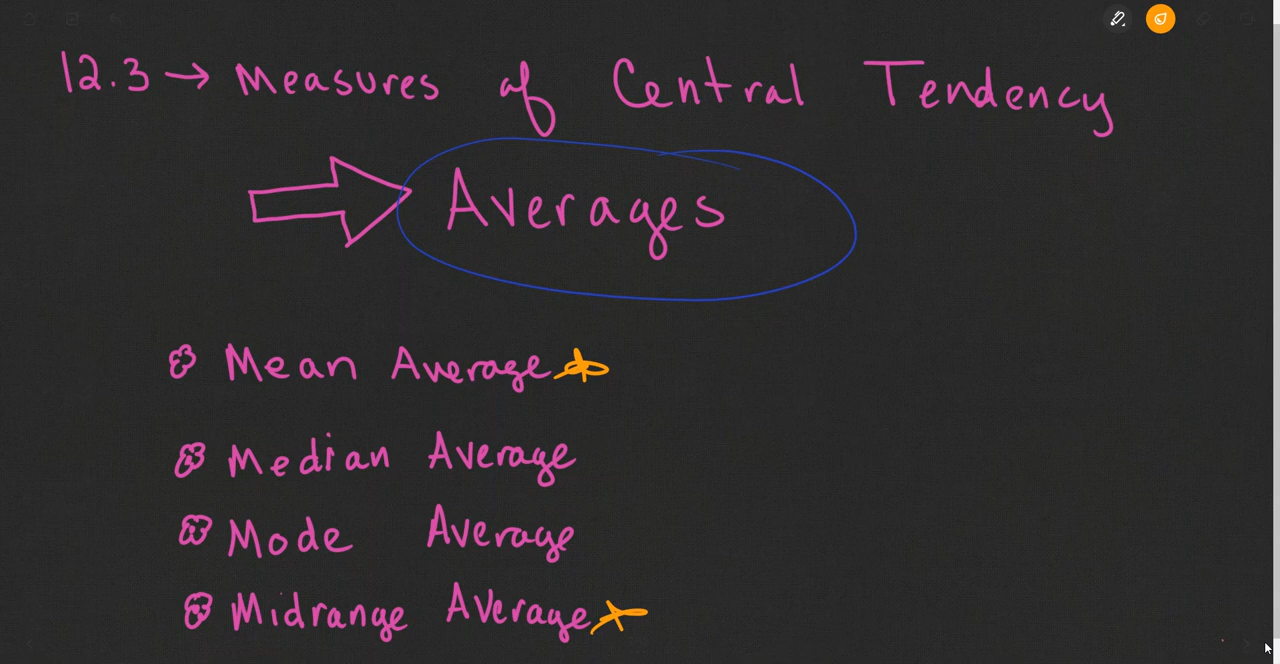 12.3 → Measures of Central Tendency
Averages
Mean Average
Median Average
Mode Average
Midrange Average